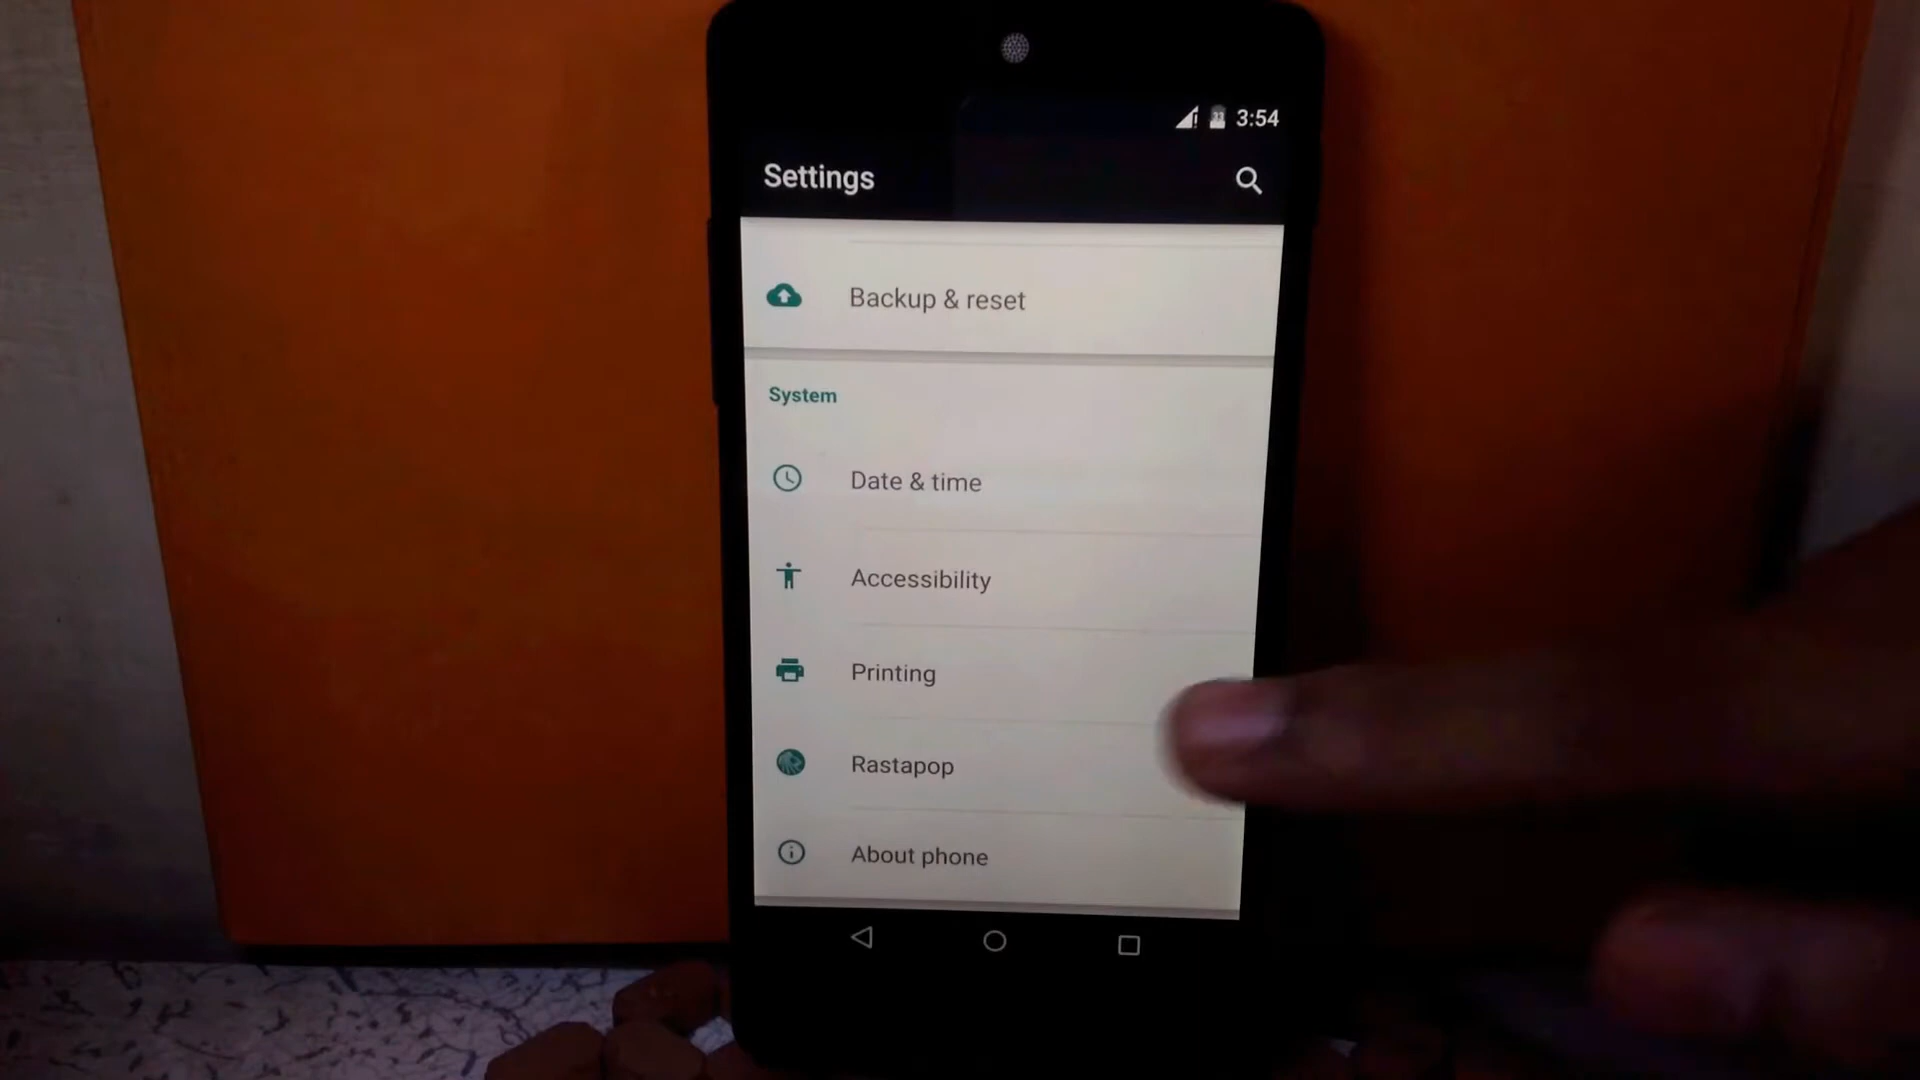 3:54
Settings
Backup & reset
System
Date & time
Accessibility
Printing
Rastapop
About phone